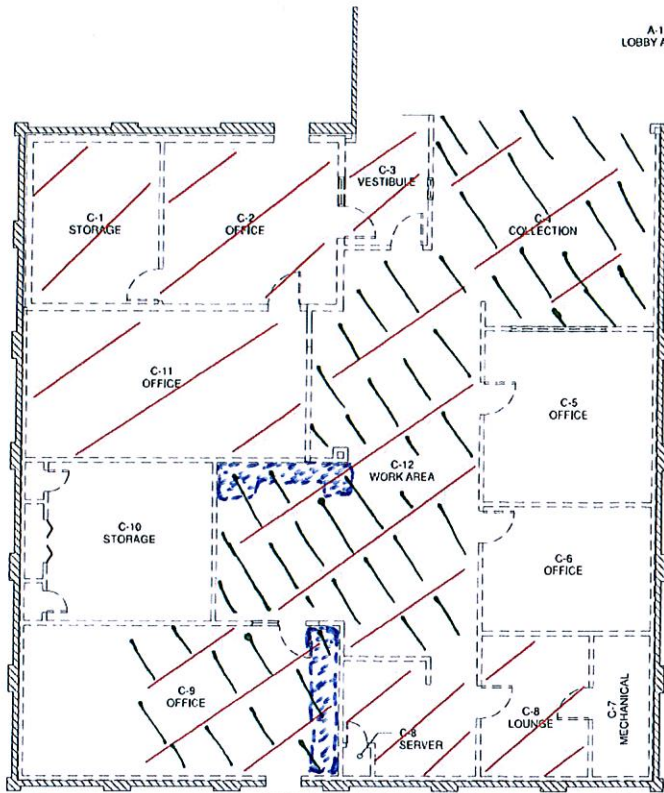 A-1
LOBBY A
C-3
VESTIBULE
C-1
STORAGE
C-2
OFFICE
C-4
COLLECTION
C-11
OFFICE
C-5
OFFICE
C-12
WORK AREA
C-10
STORAGE
C-6
OFFICE
C-9
OFFICE
C-8
LOUNGE
C-7
MECHANICAL
C-8
SERVER